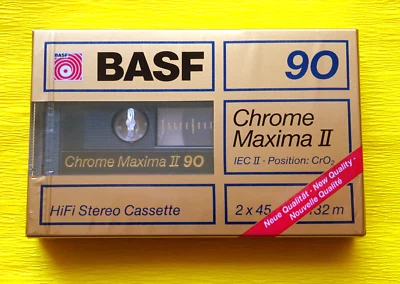 BASF
BASF
90
Chrome
Maxima II
IEC II · Position: CrO₂
Chrome Maxima II 90
HiFi Stereo Cassette
2 x 45
132 m
Neue Qualität · New Quality ·
Nouvelle Qualité